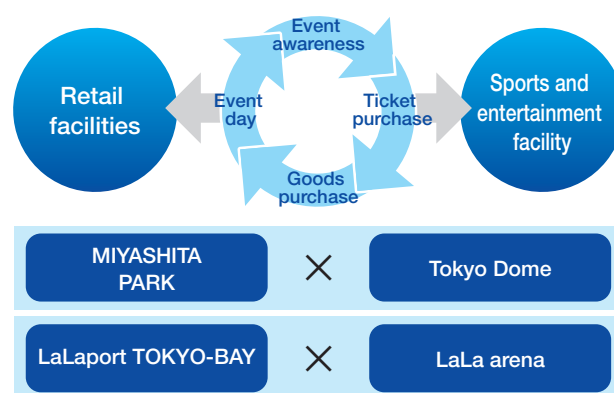 Event
awareness
Retail
facilities
Event
day
Ticket
purchase
Sports and
entertainment
facility
Goods
purchase
MIYASHITA
PARK
×
Tokyo Dome
LaLaport TOKYO-BAY
×
LaLa arena